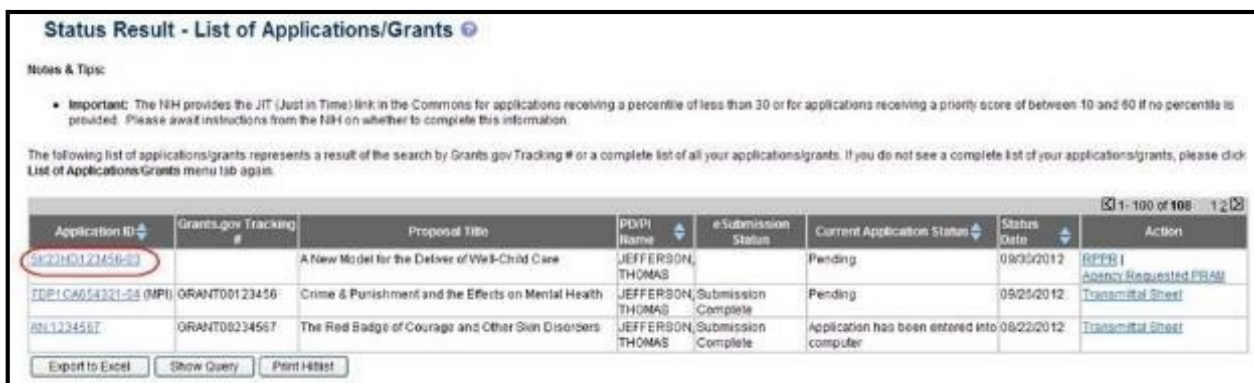 Status Result - List of Applications/Grants
Notes & Tips:
• Important: The NIH provides the JIT (Just in Time) link in the Commons for applications receiving a percentile of less than 30 or for applications receiving a priority score of between 10 and 60 if no percentile is
provided. Please await instructions from the NIH on whether to complete this information.
The following list of applications/grants represents a result of the search by Grants.gov Tracking # or a complete list of all your applications/grants. If you do not see a complete list of your applications/grants, please click
List of Applications/Grants menu tab again.
1- 100 of 108 1 2
Application ID Grants.gov Tracking # Proposal Title PD/PI Name eSubmission Status Current Application Status Status Date Action
5K23HD123456-03 A New Model for the Deliver of Well-Child Care JEFFERSON, THOMAS Pending 09/30/2012 RPPR | Agency Requested PRAM
7DP1CA654321-04 (MPI) GRANT00123456 Crime & Punishment and the Effects on Mental Health JEFFERSON, THOMAS Submission Complete Pending 09/25/2012 Transmittal Sheet
AN:1234567 GRANT08234567 The Red Badge of Courage and Other Skin Disorders JEFFERSON, THOMAS Submission Complete Application has been entered into computer 08/22/2012 Transmittal Sheet
Export to Excel Show Query Print Hitlist